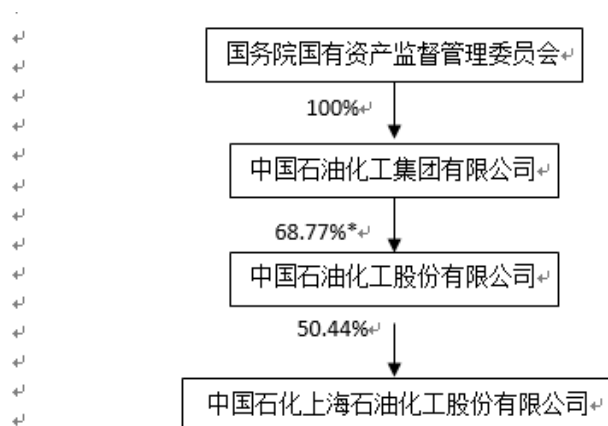 国务院国有资产监督管理委员会
100%
中国石油化工集团有限公司
68.77%*
中国石油化工股份有限公司
50.44%
中国石化上海石油化工股份有限公司